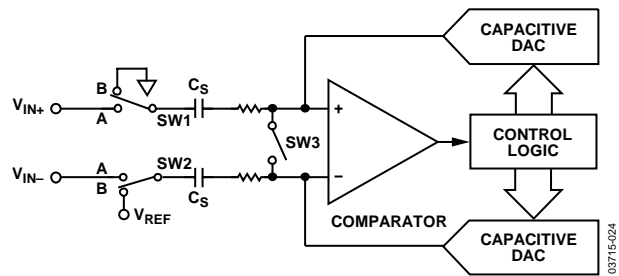 CAPACITIVE
DAC
B
A
SW1
CS
VIN+
+
SW3
CONTROL
LOGIC
VIN–
A
B
SW2
CS
–
VREF
COMPARATOR
CAPACITIVE
DAC
03715-024